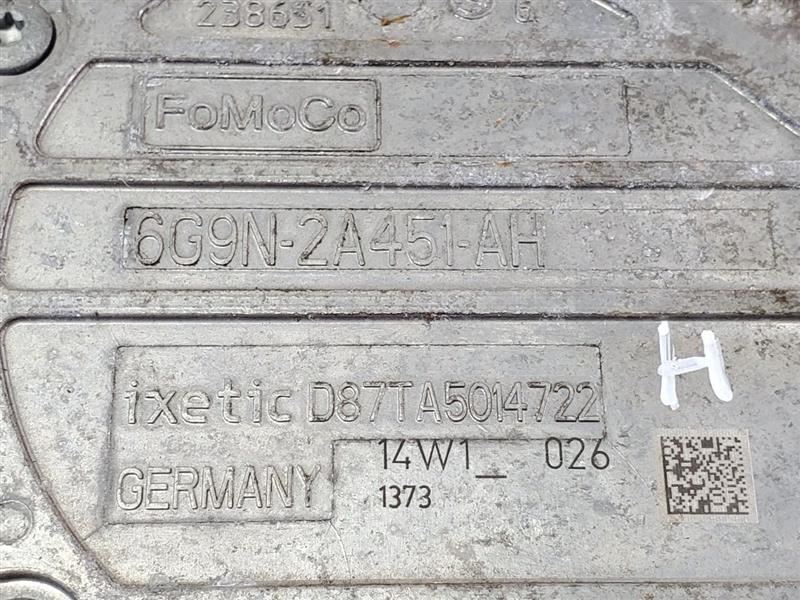 238631
FoMoCo
6G9N-2A451-AH
H
ixetic D87TA5014722
14W1_ 026
GERMANY
1373